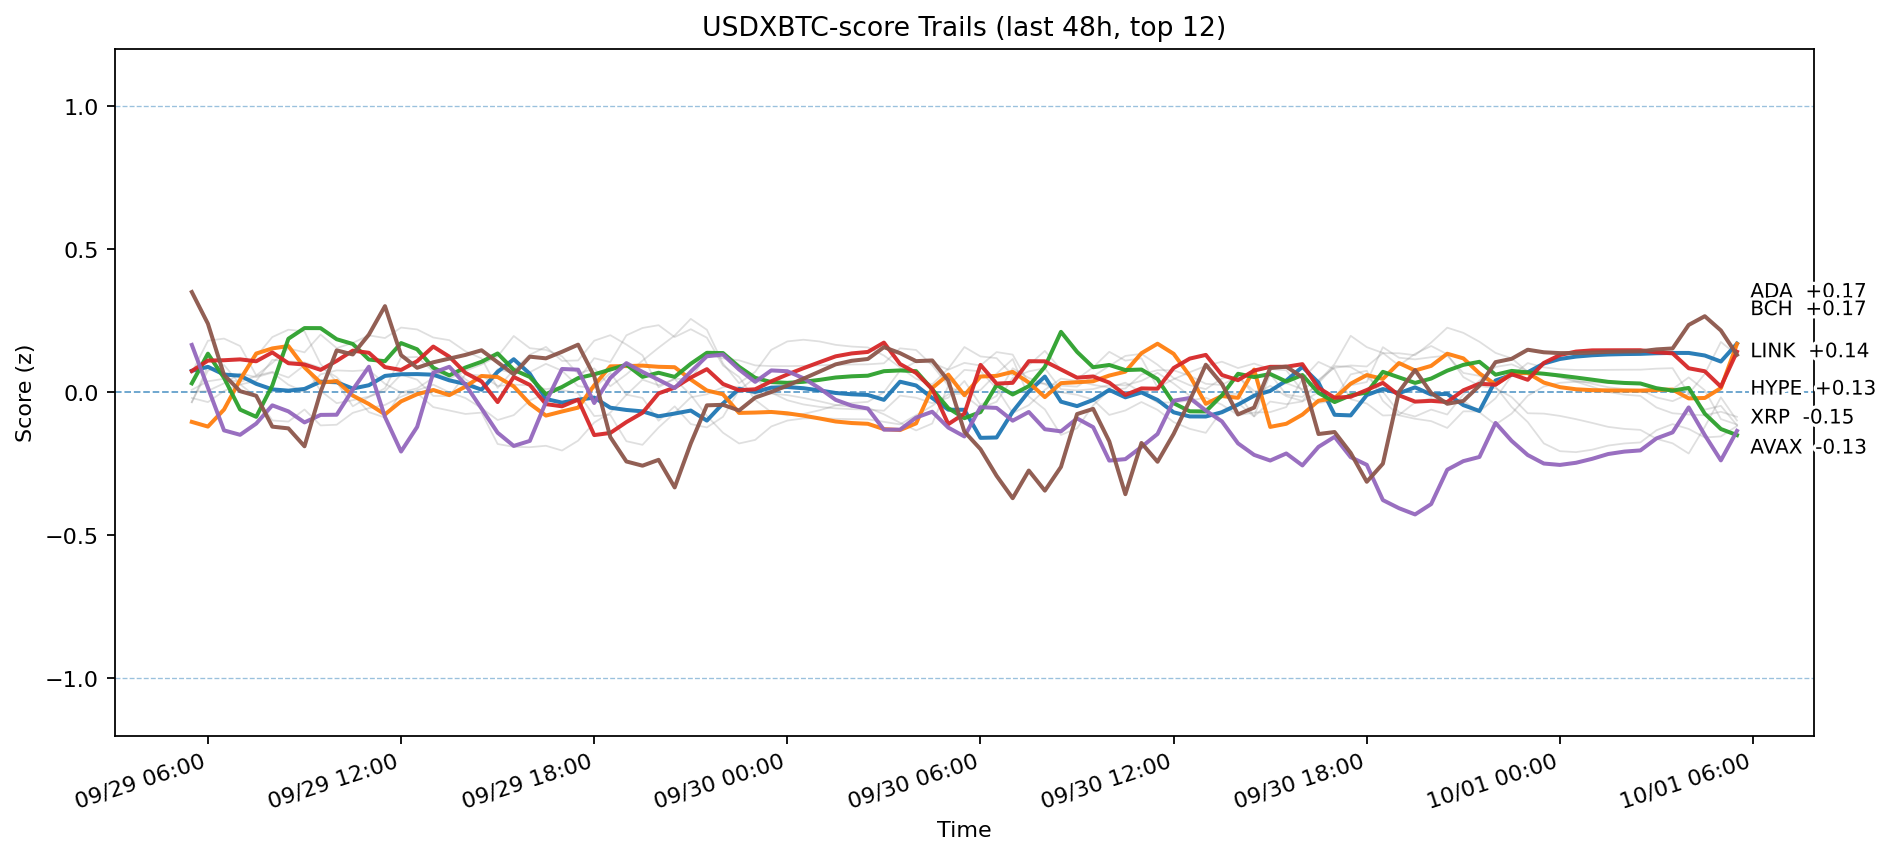 USDXBTC-score Trails (last 48h, top 12)
Score (z)
1.0
0.5
0.0
−0.5
−1.0
ADA +0.17
BCH +0.17
LINK +0.14
HYPE +0.13
XRP -0.15
AVAX -0.13
09/29 06:00
09/29 12:00
09/29 18:00
09/30 00:00
09/30 06:00
09/30 12:00
09/30 18:00
10/01 00:00
10/01 06:00
Time